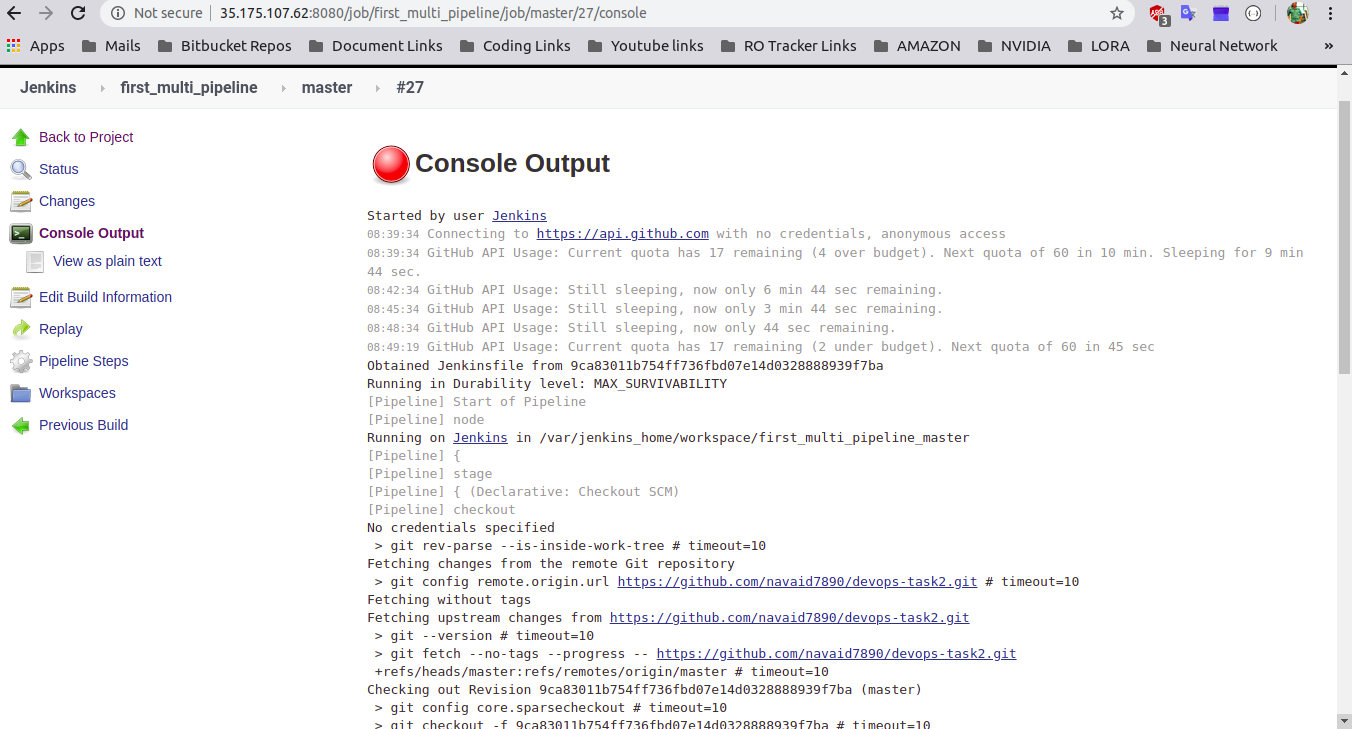 Not secure 35.175.107.62:8080/job/first_multi_pipeline/job/master/27/console
3
Apps Mails Bitbucket Repos Document Links Coding Links Youtube links RO Tracker Links AMAZON NVIDIA LORA Neural Network »
Jenkins first_multi_pipeline master #27
Back to Project
Status
Changes
Console Output
View as plain text
Edit Build Information
Replay
Pipeline Steps
Workspaces
Previous Build
Console Output
Started by user Jenkins
08:39:34 Connecting to https://api.github.com with no credentials, anonymous access
08:39:34 GitHub API Usage: Current quota has 17 remaining (4 over budget). Next quota of 60 in 10 min. Sleeping for 9 min
44 sec.
08:42:34 GitHub API Usage: Still sleeping, now only 6 min 44 sec remaining.
08:45:34 GitHub API Usage: Still sleeping, now only 3 min 44 sec remaining.
08:48:34 GitHub API Usage: Still sleeping, now only 44 sec remaining.
08:49:19 GitHub API Usage: Current quota has 17 remaining (2 under budget). Next quota of 60 in 45 sec
Obtained Jenkinsfile from 9ca83011b754ff736fbd07e14d0328888939f7ba
Running in Durability level: MAX_SURVIVABILITY
[Pipeline] Start of Pipeline
[Pipeline] node
Running on Jenkins in /var/jenkins_home/workspace/first_multi_pipeline_master
[Pipeline] {
[Pipeline] stage
[Pipeline] { (Declarative: Checkout SCM)
[Pipeline] checkout
No credentials specified
> git rev-parse --is-inside-work-tree # timeout=10
Fetching changes from the remote Git repository
> git config remote.origin.url https://github.com/navaid7890/devops-task2.git # timeout=10
Fetching without tags
Fetching upstream changes from https://github.com/navaid7890/devops-task2.git
> git --version # timeout=10
> git fetch --no-tags --progress -- https://github.com/navaid7890/devops-task2.git
+refs/heads/master:refs/remotes/origin/master # timeout=10
Checking out Revision 9ca83011b754ff736fbd07e14d0328888939f7ba (master)
> git config core.sparsecheckout # timeout=10
> git checkout -f 9ca83011b754ff736fbd07e14d0328888939f7ba # timeout=10